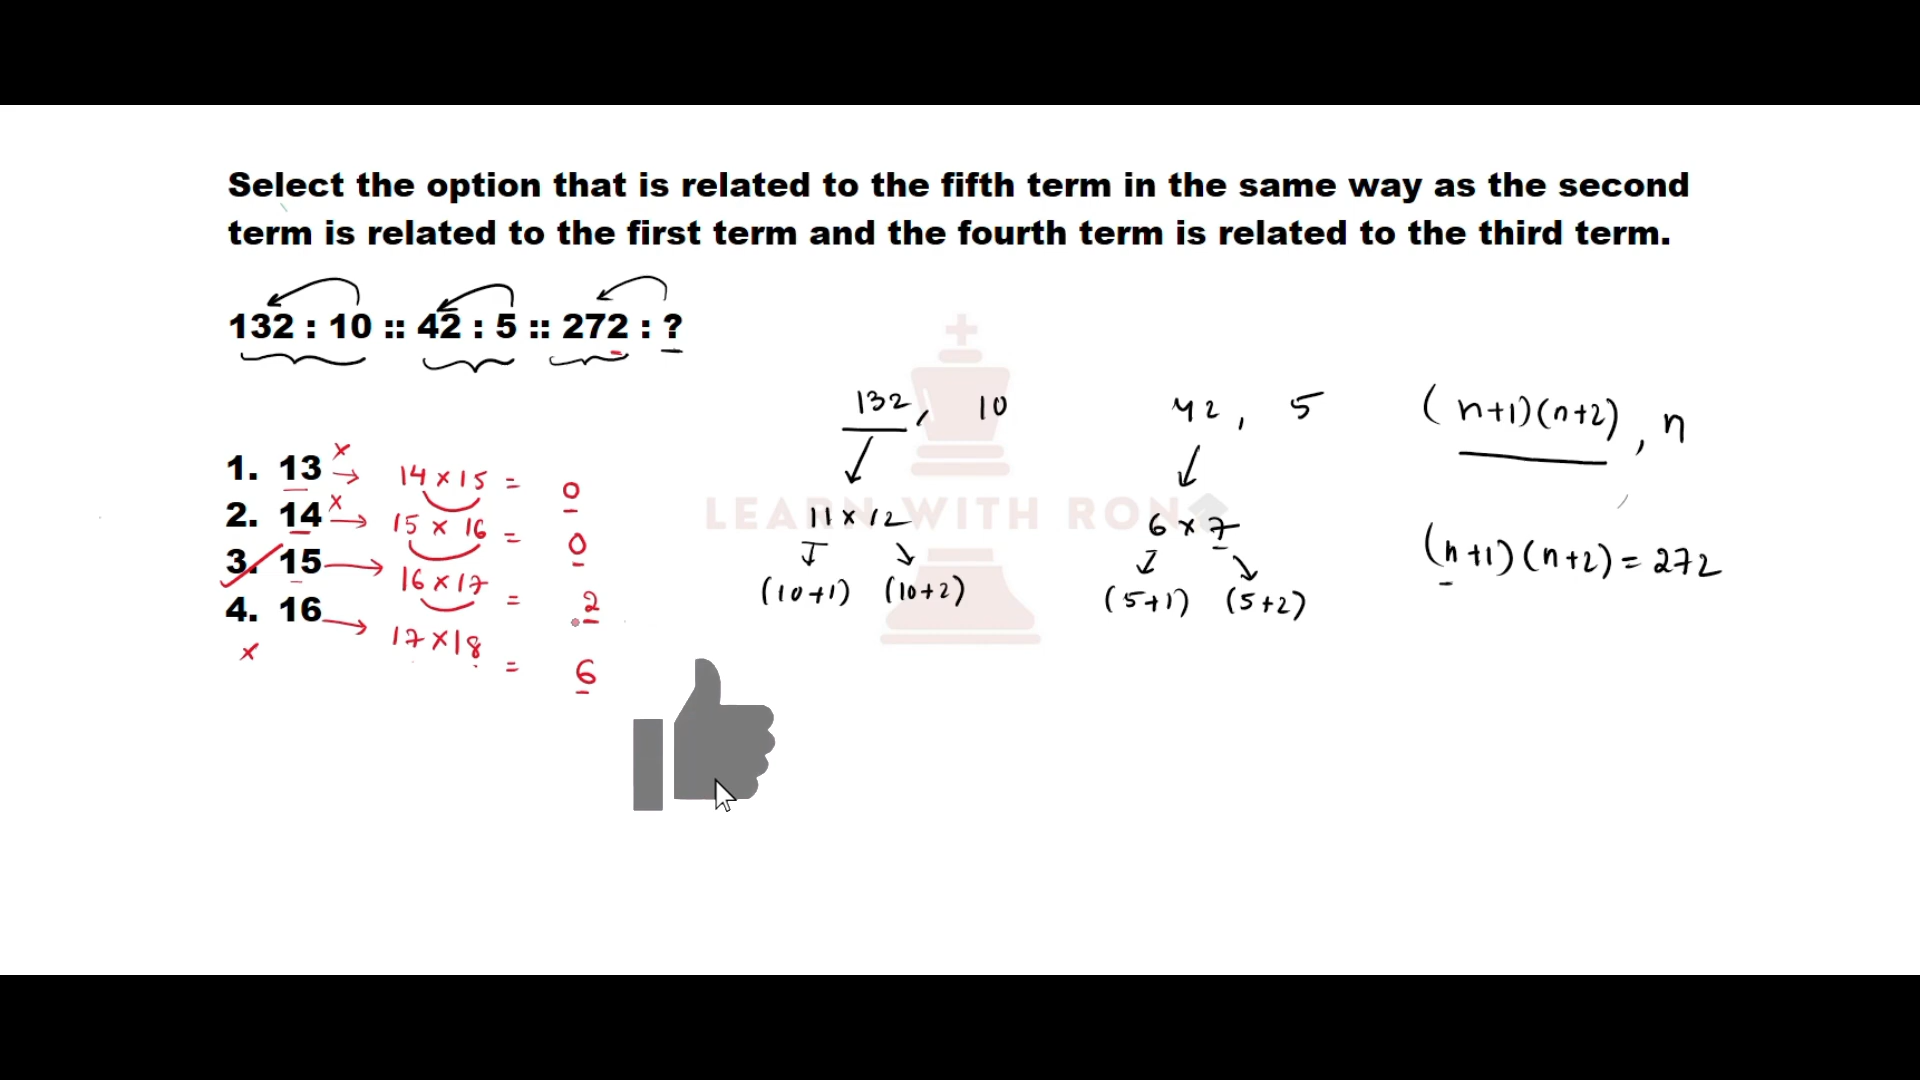 Select the option that is related to the fifth term in the same way as the second
term is related to the first term and the fourth term is related to the third term.
132 : 10 :: 42 : 5 :: 272 : ?
1. 13 x → 14 × 15 = 0
2. 14 x → 15 × 16 = 0
3. 15 → 16 × 17 = 2
4. 16 → 17 × 18 = 6
x
132, 10
11 × 12
(10+1) (10+2)
42, 5
6 × 7
(5+1) (5+2)
(n+1)(n+2), n
(n+1)(n+2) = 272
LEARN WITH RON